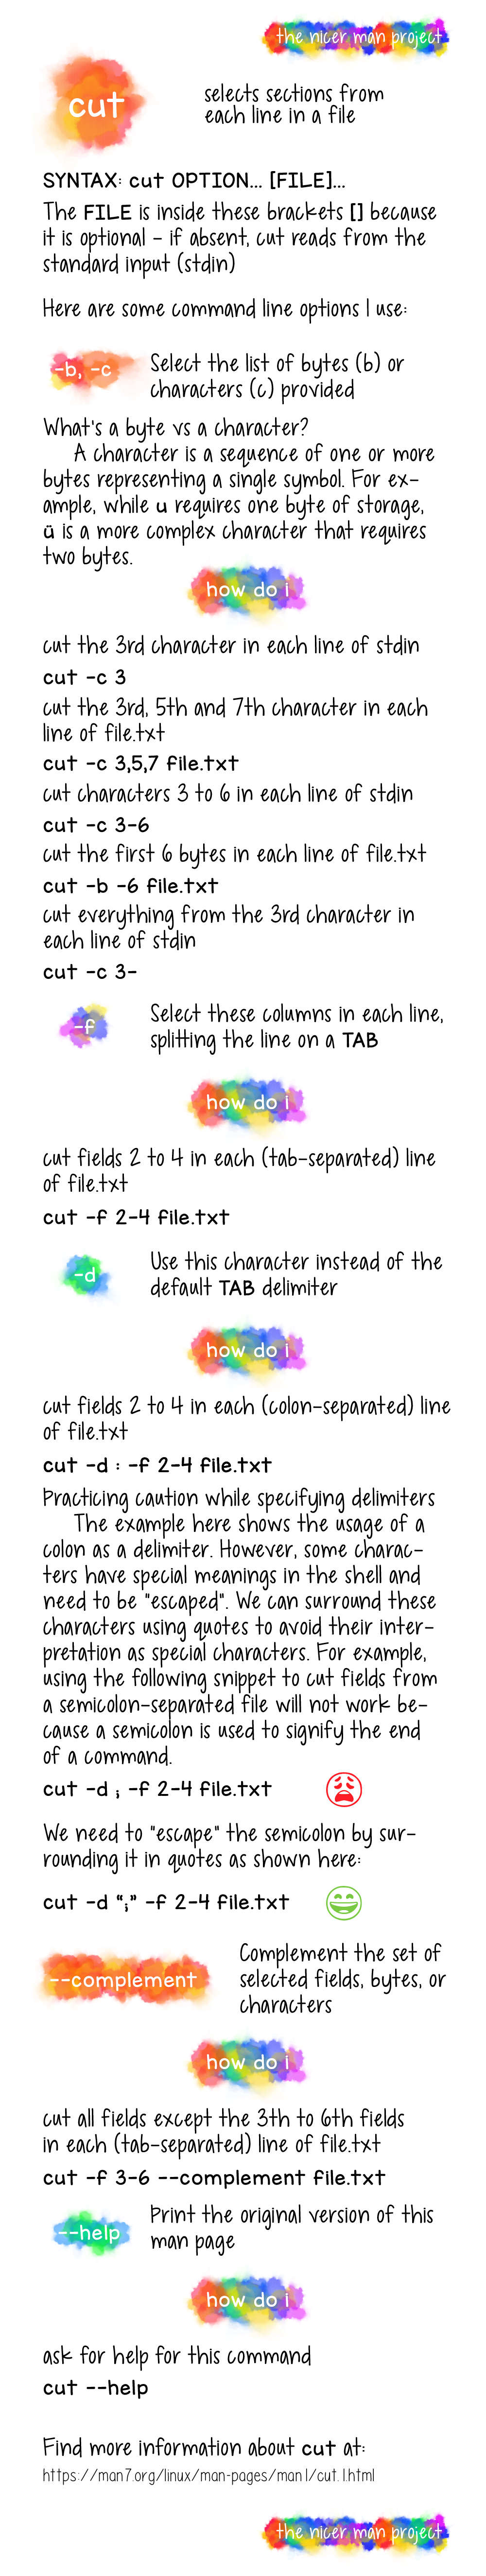 the nicer man project
cut
selects sections from
each line in a file
SYNTAX: cut OPTION... [FILE]...
The FILE is inside these brackets [] because
it is optional - if absent, cut reads from the
standard input (stdin)
Here are some command line options I use:
-b, -c
Select the list of bytes (b) or
characters (c) provided
What's a byte vs a character?
A character is a sequence of one or more
bytes representing a single symbol. For ex-
ample, while u requires one byte of storage,
ü is a more complex character that requires
two bytes.
how do i
cut the 3rd character in each line of stdin
cut -c 3
cut the 3rd, 5th and 7th character in each
line of file.txt
cut -c 3,5,7 file.txt
cut characters 3 to 6 in each line of stdin
cut -c 3-6
cut the first 6 bytes in each line of file.txt
cut -b -6 file.txt
cut everything from the 3rd character in
each line of stdin
cut -c 3-
-f
Select these columns in each line,
splitting the line on a TAB
how do i
cut fields 2 to 4 in each (tab-separated) line
of file.txt
cut -f 2-4 file.txt
-d
Use this character instead of the
default TAB delimiter
how do i
cut fields 2 to 4 in each (colon-separated) line
of file.txt
cut -d : -f 2-4 file.txt
Practicing caution while specifying delimiters
The example here shows the usage of a
colon as a delimiter. However, some charac-
ters have special meanings in the shell and
need to be "escaped". We can surround these
characters using quotes to avoid their inter-
pretation as special characters. For example,
using the following snippet to cut fields from
a semicolon-separated file will not work be-
cause a semicolon is used to signify the end
of a command.
cut -d ; -f 2-4 file.txt
We need to "escape" the semicolon by sur-
rounding it in quotes as shown here:
cut -d “;” -f 2-4 file.txt
--complement
Complement the set of
selected fields, bytes, or
characters
how do i
cut all fields except the 3th to 6th fields
in each (tab-separated) line of file.txt
cut -f 3-6 --complement file.txt
--help
Print the original version of this
man page
how do i
ask for help for this command
cut --help
Find more information about cut at:
https://man7.org/linux/man-pages/man1/cut.1.html
the nicer man project